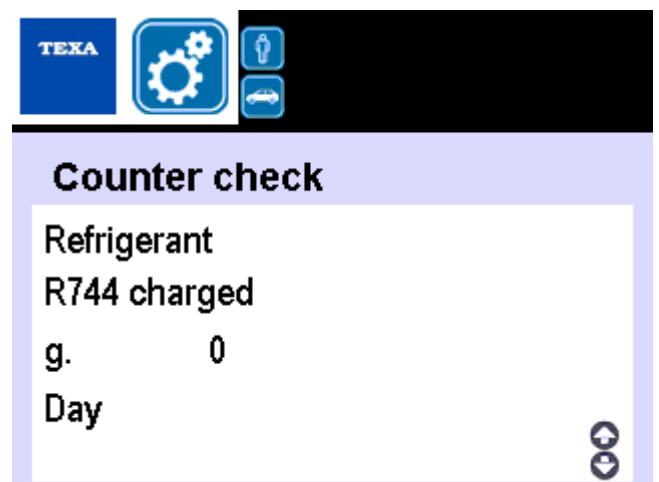 TEXA
Counter check
Refrigerant
R744 charged
g. 0
Day